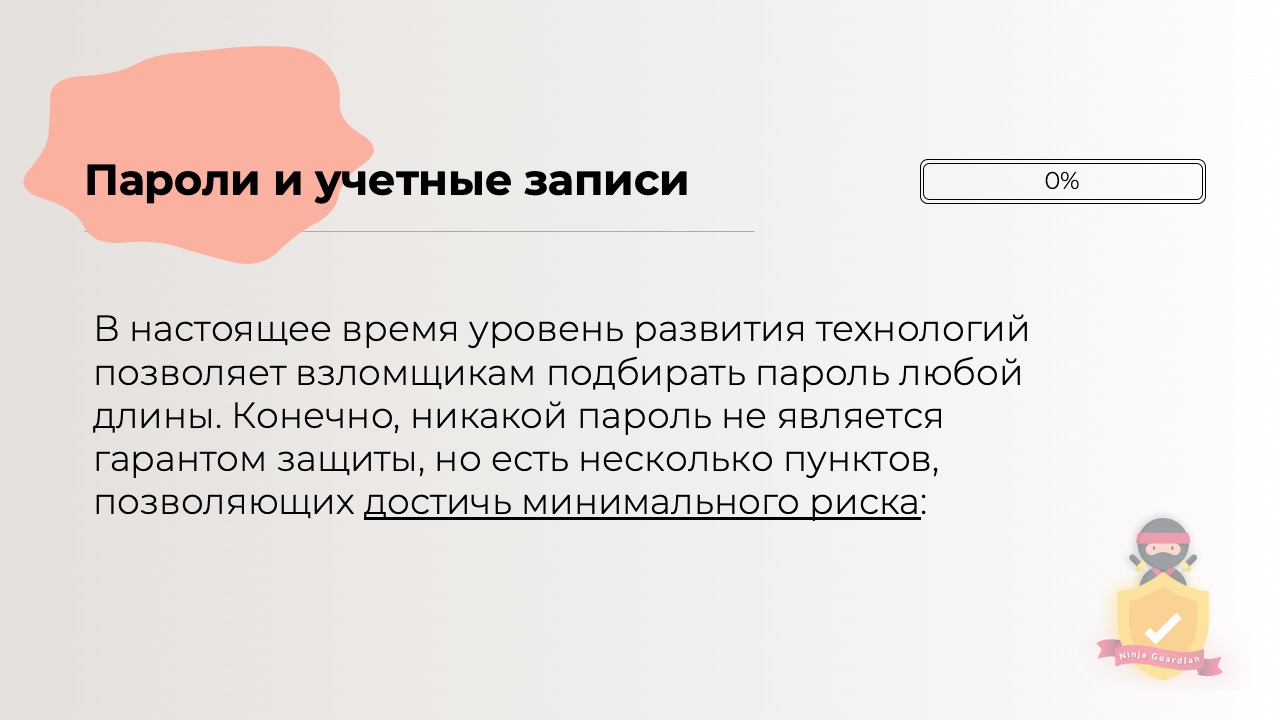 Пароли и учетные записи
0%
В настоящее время уровень развития технологий
позволяет взломщикам подбирать пароль любой
длины. Конечно, никакой пароль не является
гарантом защиты, но есть несколько пунктов,
позволяющих достичь минимального риска:
Ninja Guardian